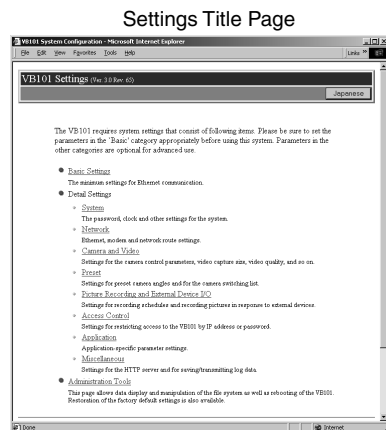 Settings Title Page
VB101 System Configuration - Microsoft Internet Explorer
File Edit View Favorites Tools Help
Links »
VB101 Settings (Ver. 3.0 Rev. 65)
Japanese
The VB101 requires system settings that consist of following items. Please be sure to set the
parameters in the 'Basic' category appropriately before using this system. Parameters in the
other categories are optional for advanced use.
Basic Settings
The minimum settings for Ethernet communication.
Detail Settings
System
The password, clock and other settings for the system.
Network
Ethernet, modem and network route settings.
Camera and Video
Settings for the camera control parameters, video capture size, video quality, and so on.
Preset
Settings for preset camera angles and for the camera switching list.
Picture Recording and External Device I/O
Settings for recording schedules and recording pictures in response to external devices.
Access Control
Settings for restricting access to the VB101 by IP address or password.
Application
Application-specific parameter settings.
Miscellaneous
Settings for the HTTP server and for saving/transmitting log data.
Administration Tools
This page allows data display and manipulation of the file system as well as rebooting of the VB101.
Restoration of the factory default settings is also available.
Done
Internet